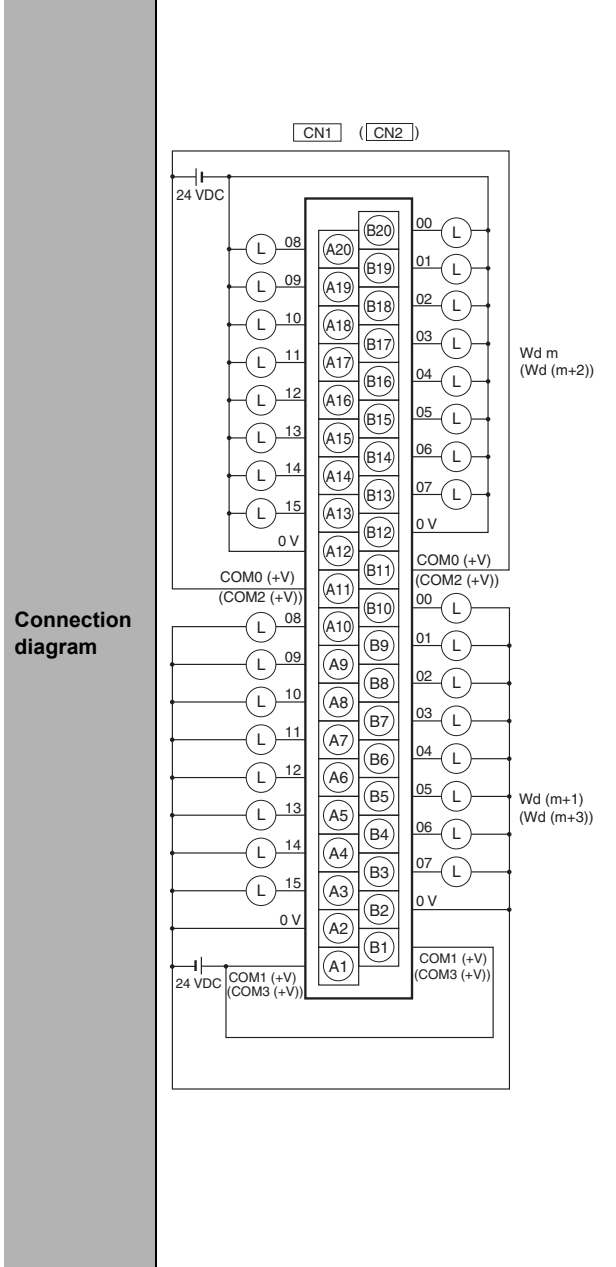 CN1 (CN2)
24 VDC
08 A20 B20 00
L L
09 A19 B19 01
L L
10 A18 B18 02
L L
11 A17 B17 03
L L
12 A16 B16 04
L L
13 A15 B15 05
L L
14 A14 B14 06
L L
15 A13 B13 07
L L
0 V A12 B12 0 V
Wd m
(Wd (m+2))
COM0 (+V) A11 B11 COM0 (+V)
(COM2 (+V)) (COM2 (+V))
Connection
diagram
L 08 A10 B10 00 L
L 09 A9 B9 01 L
L 10 A8 B8 02 L
L 11 A7 B7 03 L
L 12 A6 B6 04 L
L 13 A5 B5 05 L
L 14 A4 B4 06 L
L 15 A3 B3 07 L
Wd (m+1)
(Wd (m+3))
0 V A2 B2 0 V
24 VDC
COM1 (+V) A1 B1 COM1 (+V)
(COM3 (+V)) (COM3 (+V))